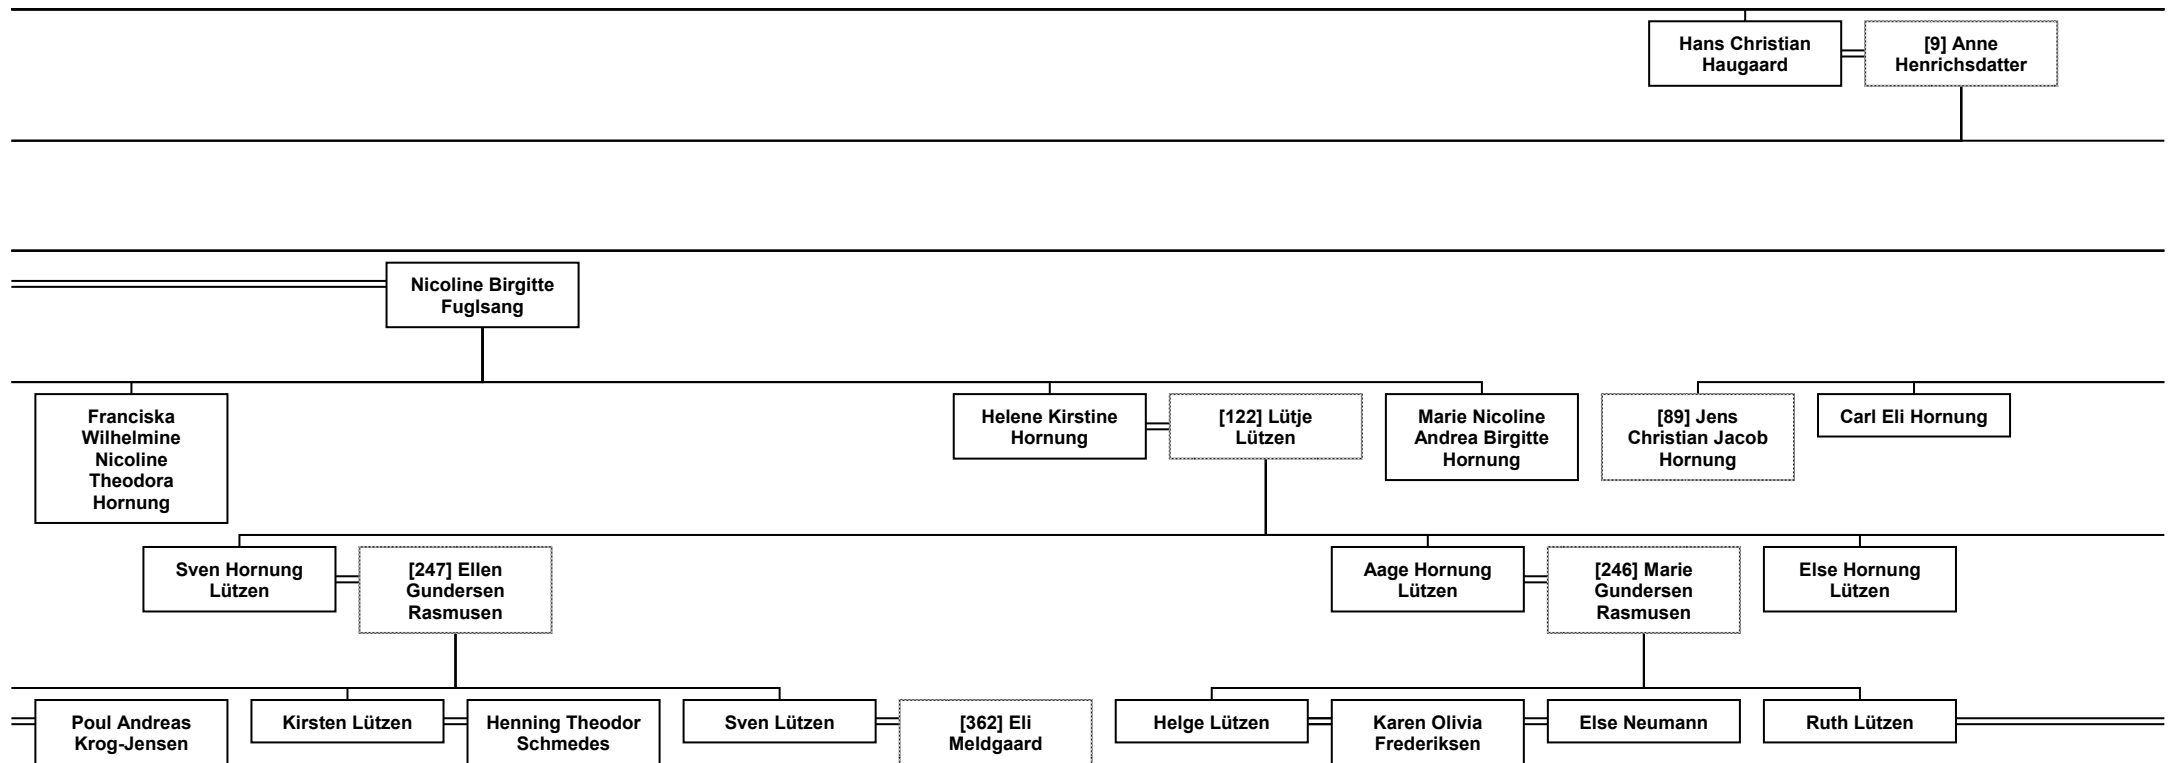 Hans Christian
Haugaard
[9] Anne
Henrichsdatter
Nicoline Birgitte
Fuglsang
Franciska
Wilhelmine
Nicoline
Theodora
Hornung
Helene Kirstine
Hornung
[122] Lütje
Lützen
Marie Nicoline
Andrea Birgitte
Hornung
[89] Jens
Christian Jacob
Hornung
Carl Eli Hornung
Sven Hornung
Lützen
[247] Ellen
Gundersen
Rasmusen
Aage Hornung
Lützen
[246] Marie
Gundersen
Rasmusen
Else Hornung
Lützen
Poul Andreas
Krog-Jensen
Kirsten Lützen
Henning Theodor
Schmedes
Sven Lützen
[362] Eli
Meldgaard
Helge Lützen
Karen Olivia
Frederiksen
Else Neumann
Ruth Lützen